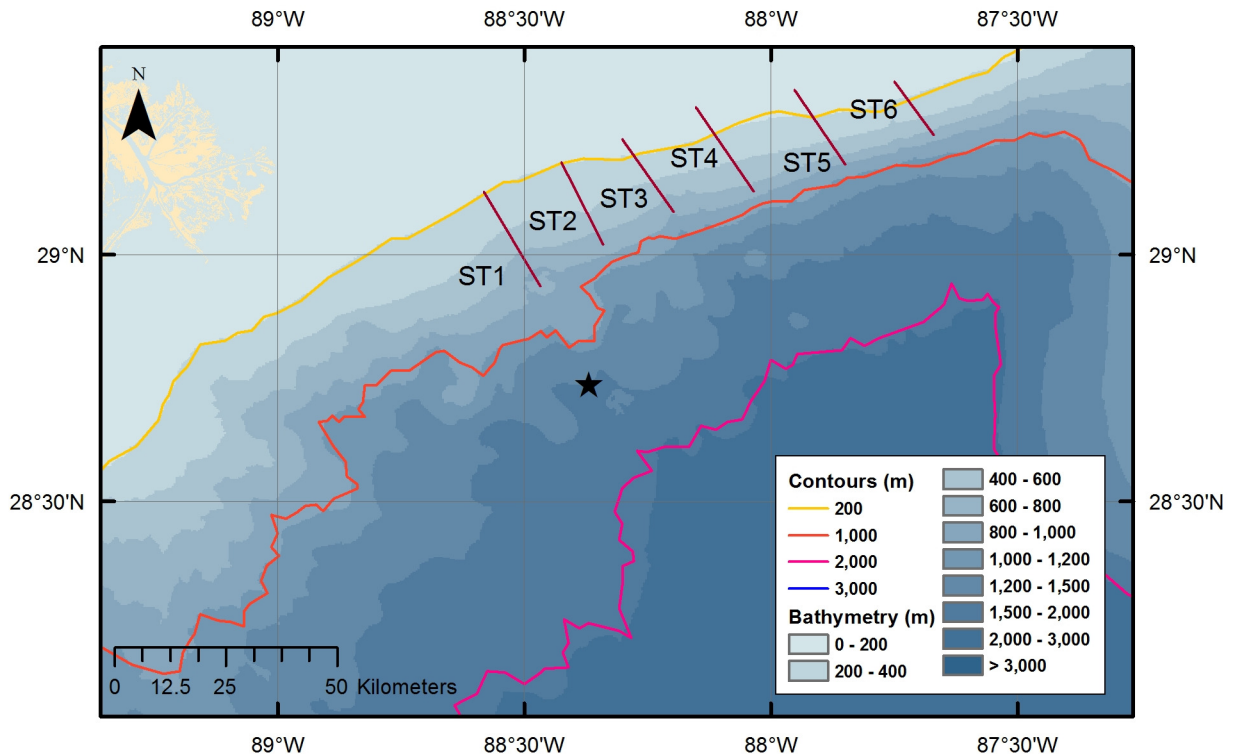 89°W 88°30'W 88°W 87°30'W
N
ST6
ST4
ST5
ST3
ST2
29°N 29°N
ST1
Contours (m)
200
1,000
2,000
3,000
Bathymetry (m)
0 - 200
200 - 400
400 - 600
600 - 800
800 - 1,000
1,000 - 1,200
1,200 - 1,500
1,500 - 2,000
2,000 - 3,000
> 3,000
28°30'N 28°30'N
0 12.5 25 50 Kilometers
89°W 88°30'W 88°W 87°30'W